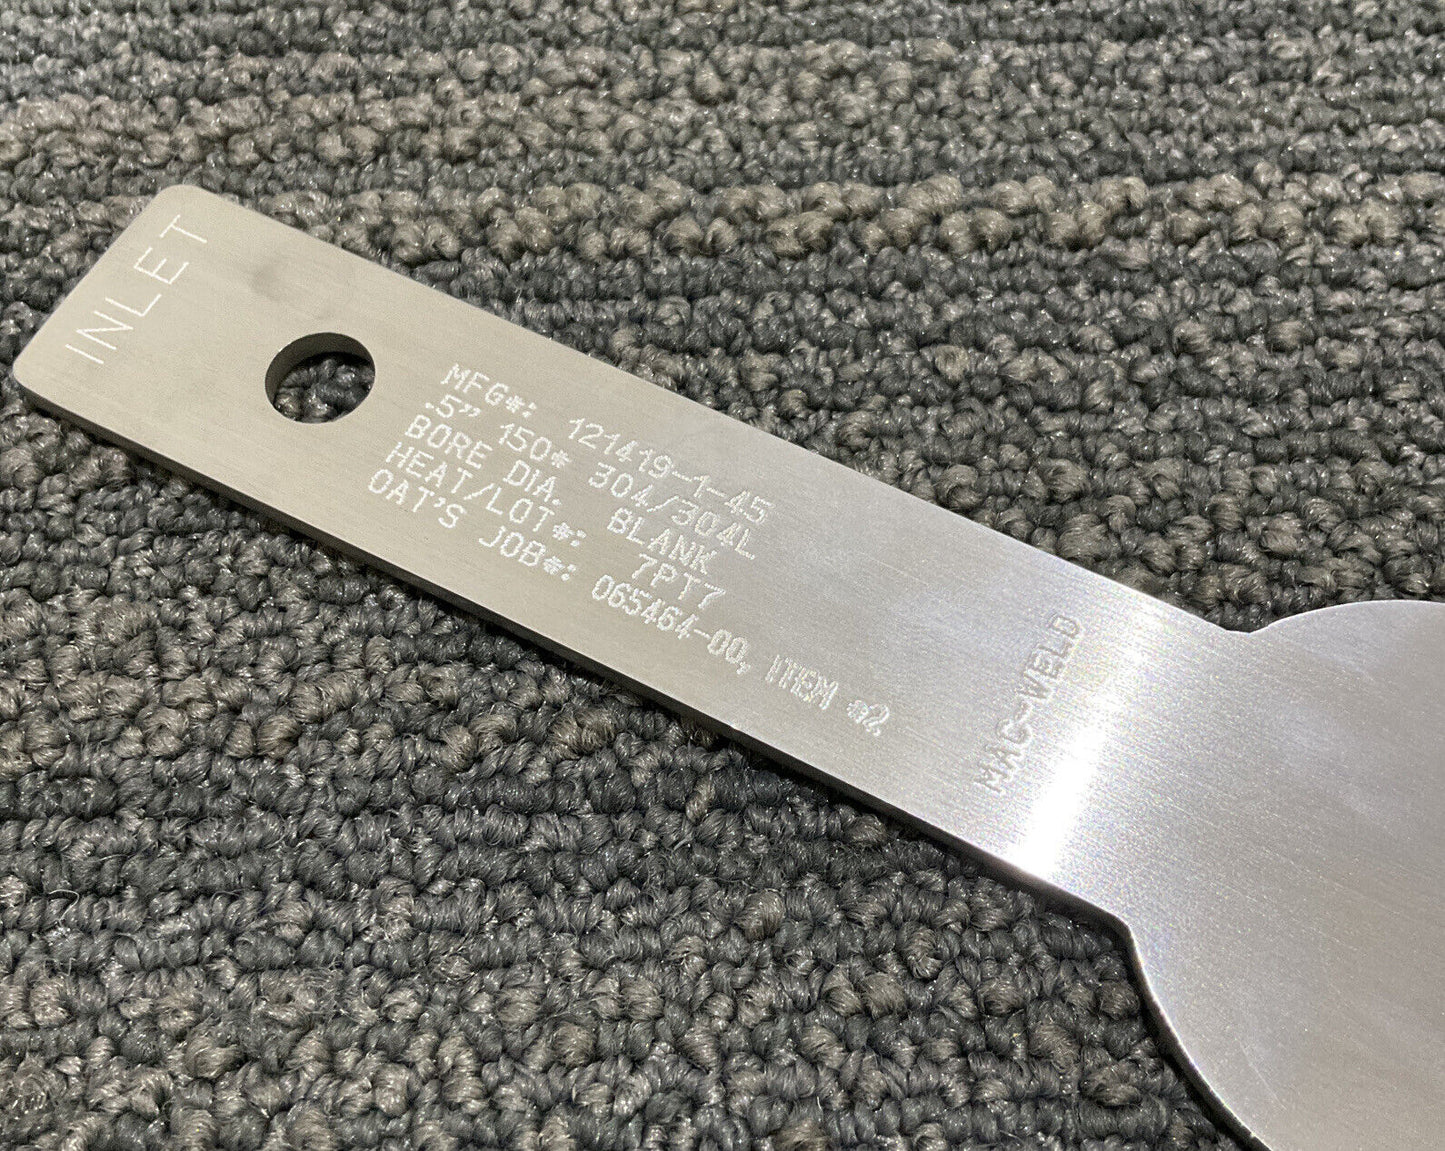 INLET
MFG#: 121419-1-45
.5" 150# 304/304L
BORE DIA. BLANK
HEAT/LOT#: 7PT7
OAT'S JOB#: 065464-00, ITEM #2
MAC-WELD